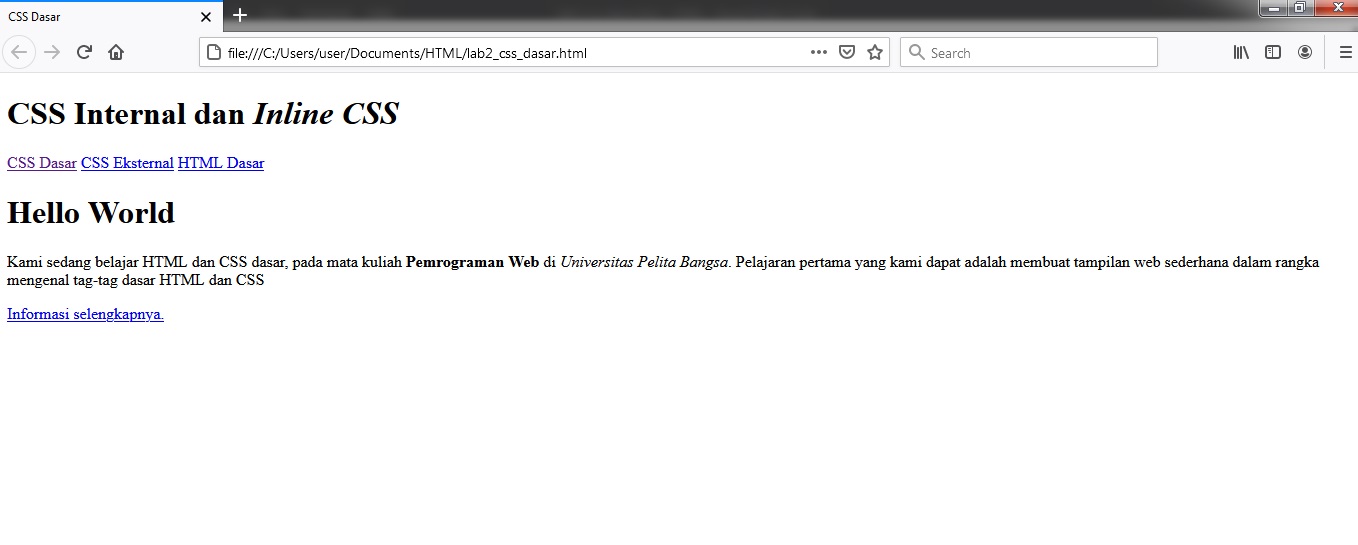 CSS Dasar
file:///C:/Users/user/Documents/HTML/lab2_css_dasar.html
Search
CSS Internal dan Inline CSS
CSS Dasar CSS Eksternal HTML Dasar
Hello World
Kami sedang belajar HTML dan CSS dasar, pada mata kuliah Pemrograman Web di Universitas Pelita Bangsa. Pelajaran pertama yang kami dapat adalah membuat tampilan web sederhana dalam rangka
mengenal tag-tag dasar HTML dan CSS
Informasi selengkapnya.